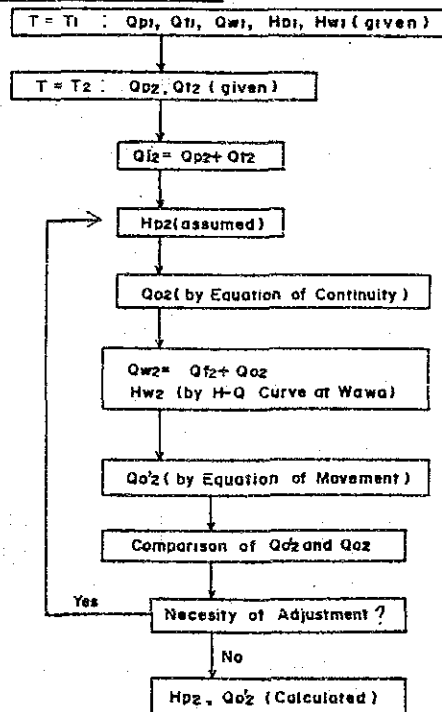 T = T1 : Qp1, Qt1, Qw1, Hp1, Hw1 ( given )
T = T2 : Qp2, Qt2 ( given )
Qf2 = Qp2 + Qt2
Hp2 (assumed)
Qo2 ( by Equation of Continuity )
Qw2 = Qf2 + Qo2
Hw2 (by H-Q Curve at Wawa)
Qo'2 ( by Equation of Movement )
Comparison of Qo'2 and Qo2
Yes
Necesity of Adjustment ?
No
Hp2, Qo'2 ( Calculated )